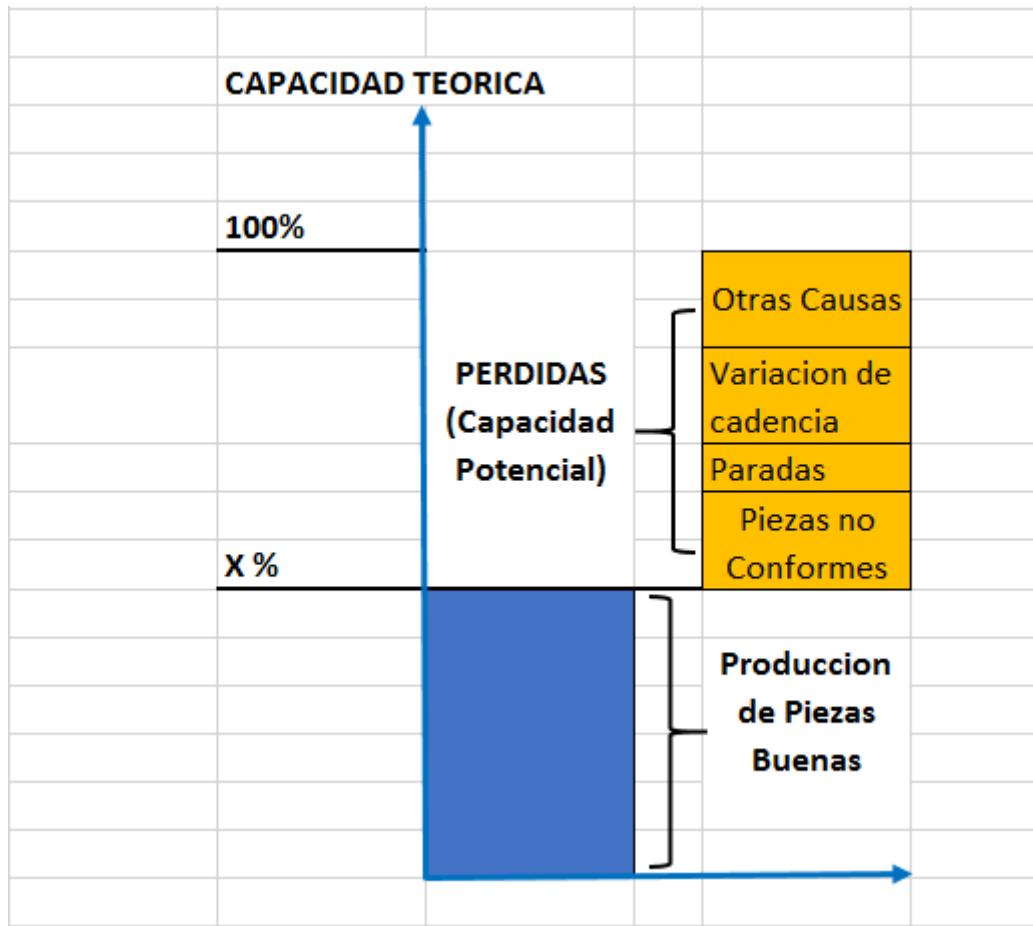 CAPACIDAD TEORICA
100%
Otras Causas
PERDIDAS
(Capacidad
Potencial)
Variacion de
cadencia
Paradas
Piezas no
Conformes
X %
Produccion
de Piezas
Buenas